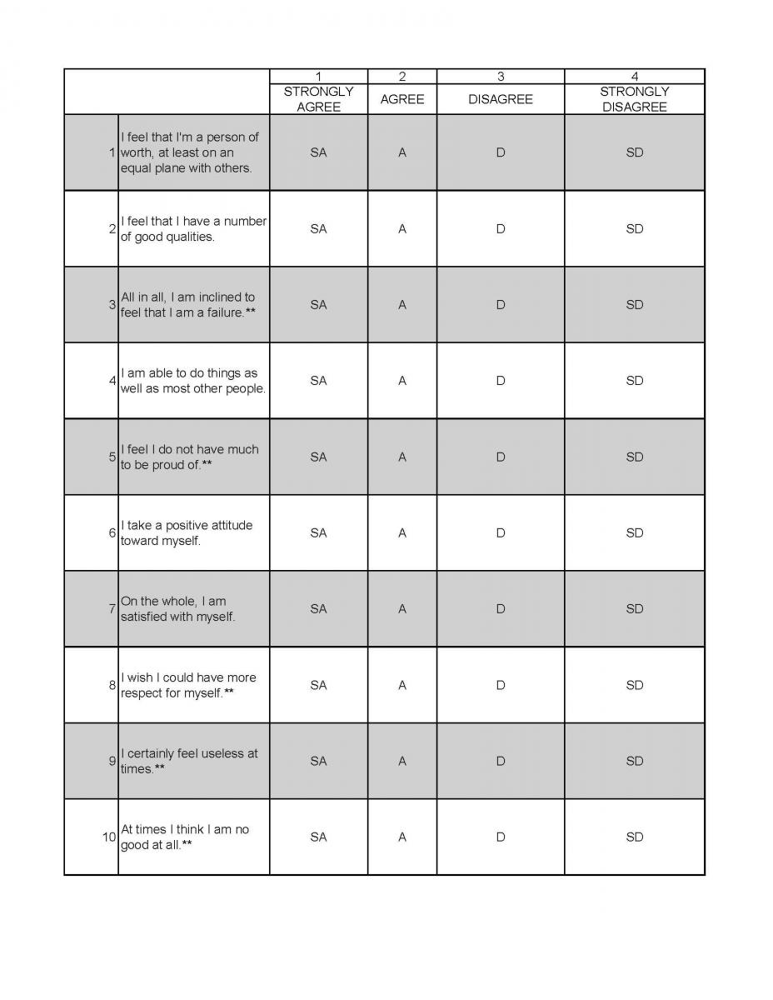 1 2 3 4
STRONGLY AGREE DISAGREE STRONGLY
AGREE DISAGREE
I feel that I'm a person of
1 worth, at least on an SA A D SD
equal plane with others.
I feel that I have a number
2 of good qualities. SA A D SD
All in all, I am inclined to
3 feel that I am a failure.** SA A D SD
I am able to do things as
4 well as most other people. SA A D SD
I feel I do not have much
5 to be proud of.** SA A D SD
I take a positive attitude
6 toward myself. SA A D SD
On the whole, I am
7 satisfied with myself. SA A D SD
I wish I could have more
8 respect for myself.** SA A D SD
I certainly feel useless at
9 times.** SA A D SD
At times I think I am no
10 good at all.** SA A D SD